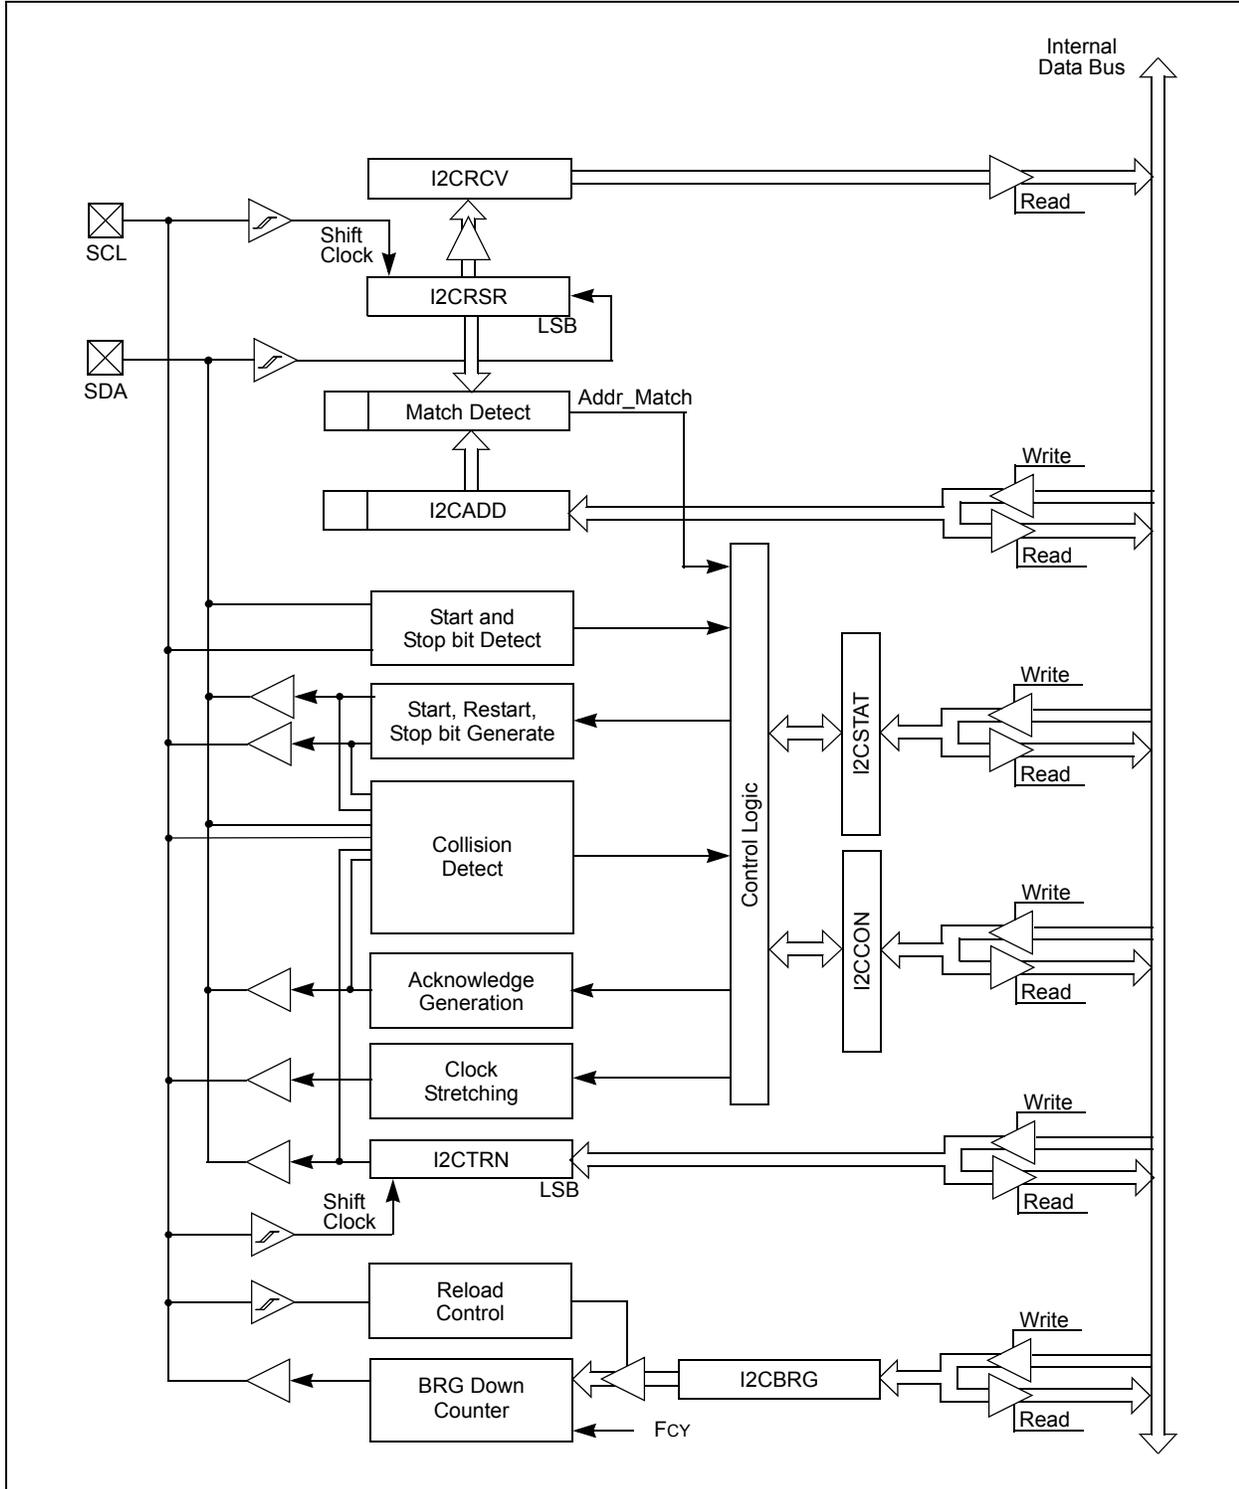 Internal
Data Bus
I2CRCV
Read
SCL
Shift
Clock
I2CRSR
LSB
SDA
Match Detect
Addr_Match
Write
I2CADD
Read
Start and
Stop bit Detect
Write
Start, Restart,
Stop bit Generate
I2CSTAT
Read
Control Logic
Collision
Detect
Write
I2CCON
Acknowledge
Generation
Read
Clock
Stretching
Write
I2CTRN
LSB
Read
Shift
Clock
Reload
Control
Write
BRG Down
Counter
I2CBRG
Read
FCY